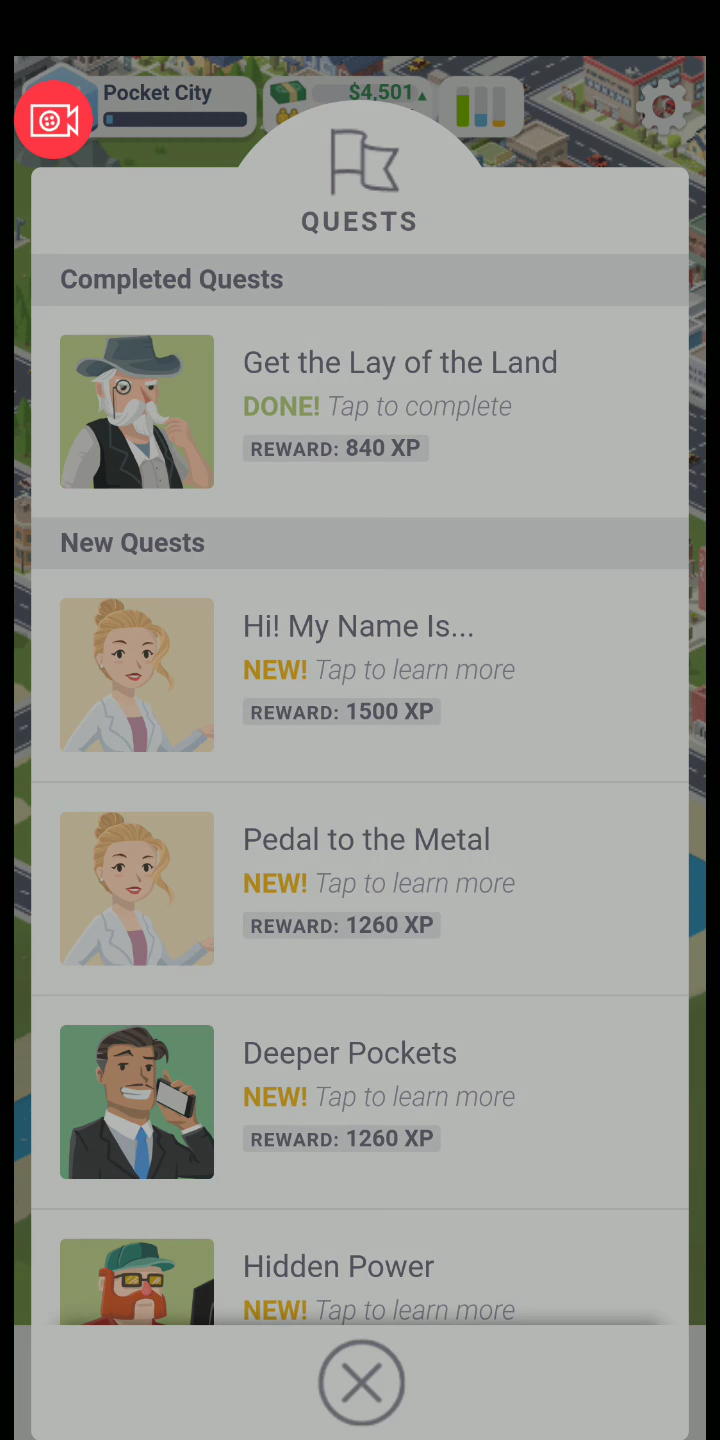 Pocket City
$4,501
QUESTS
Completed Quests
Get the Lay of the Land
DONE! Tap to complete
REWARD: 840 XP
New Quests
Hi! My Name Is...
NEW! Tap to learn more
REWARD: 1500 XP
Pedal to the Metal
NEW! Tap to learn more
REWARD: 1260 XP
Deeper Pockets
NEW! Tap to learn more
REWARD: 1260 XP
Hidden Power
NEW! Tap to learn more